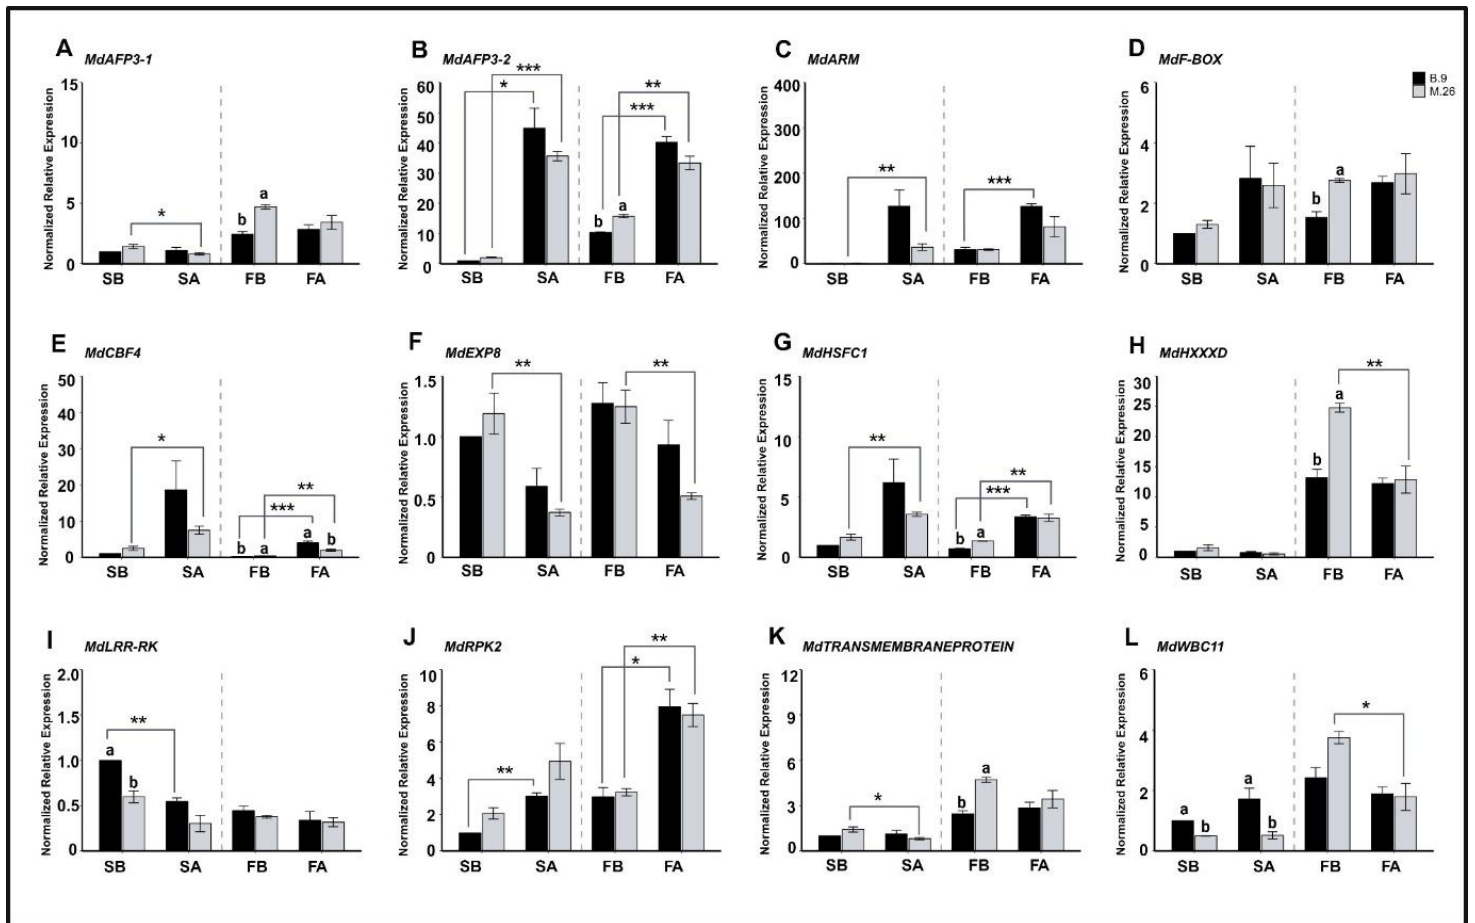 A MdAFP3-1
15
10
5
0
Normalized Relative Expression
*
b a
SB SA FB FA
B MdAFP3-2
60
50
40
30
20
10
0
Normalized Relative Expression
***
*
**
***
b a
SB SA FB FA
C MdARM
400
300
200
100
0
Normalized Relative Expression
**
***
SB SA FB FA
D MdF-BOX
6
4
2
0
Normalized Relative Expression
b a
SB SA FB FA
B.9
M.26
E MdCBF4
50
40
30
20
10
0
Normalized Relative Expression
*
**
***
b a a b
SB SA FB FA
F MdEXP8
1.5
1.0
0.5
0
Normalized Relative Expression
** **
SB SA FB FA
G MdHSFC1
15
10
5
0
Normalized Relative Expression
**
**
***
b a
SB SA FB FA
H MdHXXXD
30
25
20
15
10
5
0
Normalized Relative Expression
**
a
b
SB SA FB FA
I MdLRR-RK
2.0
1.5
1.0
0.5
0
Normalized Relative Expression
**
a
b
SB SA FB FA
J MdRPK2
10
8
6
4
2
0
Normalized Relative Expression
**
*
**
SB SA FB FA
K MdTRANSMEMBRANEPROTEIN
12
9
6
3
0
Normalized Relative Expression
*
a
b
SB SA FB FA
L MdWBC11
6
4
2
0
Normalized Relative Expression
*
a b a b
SB SA FB FA